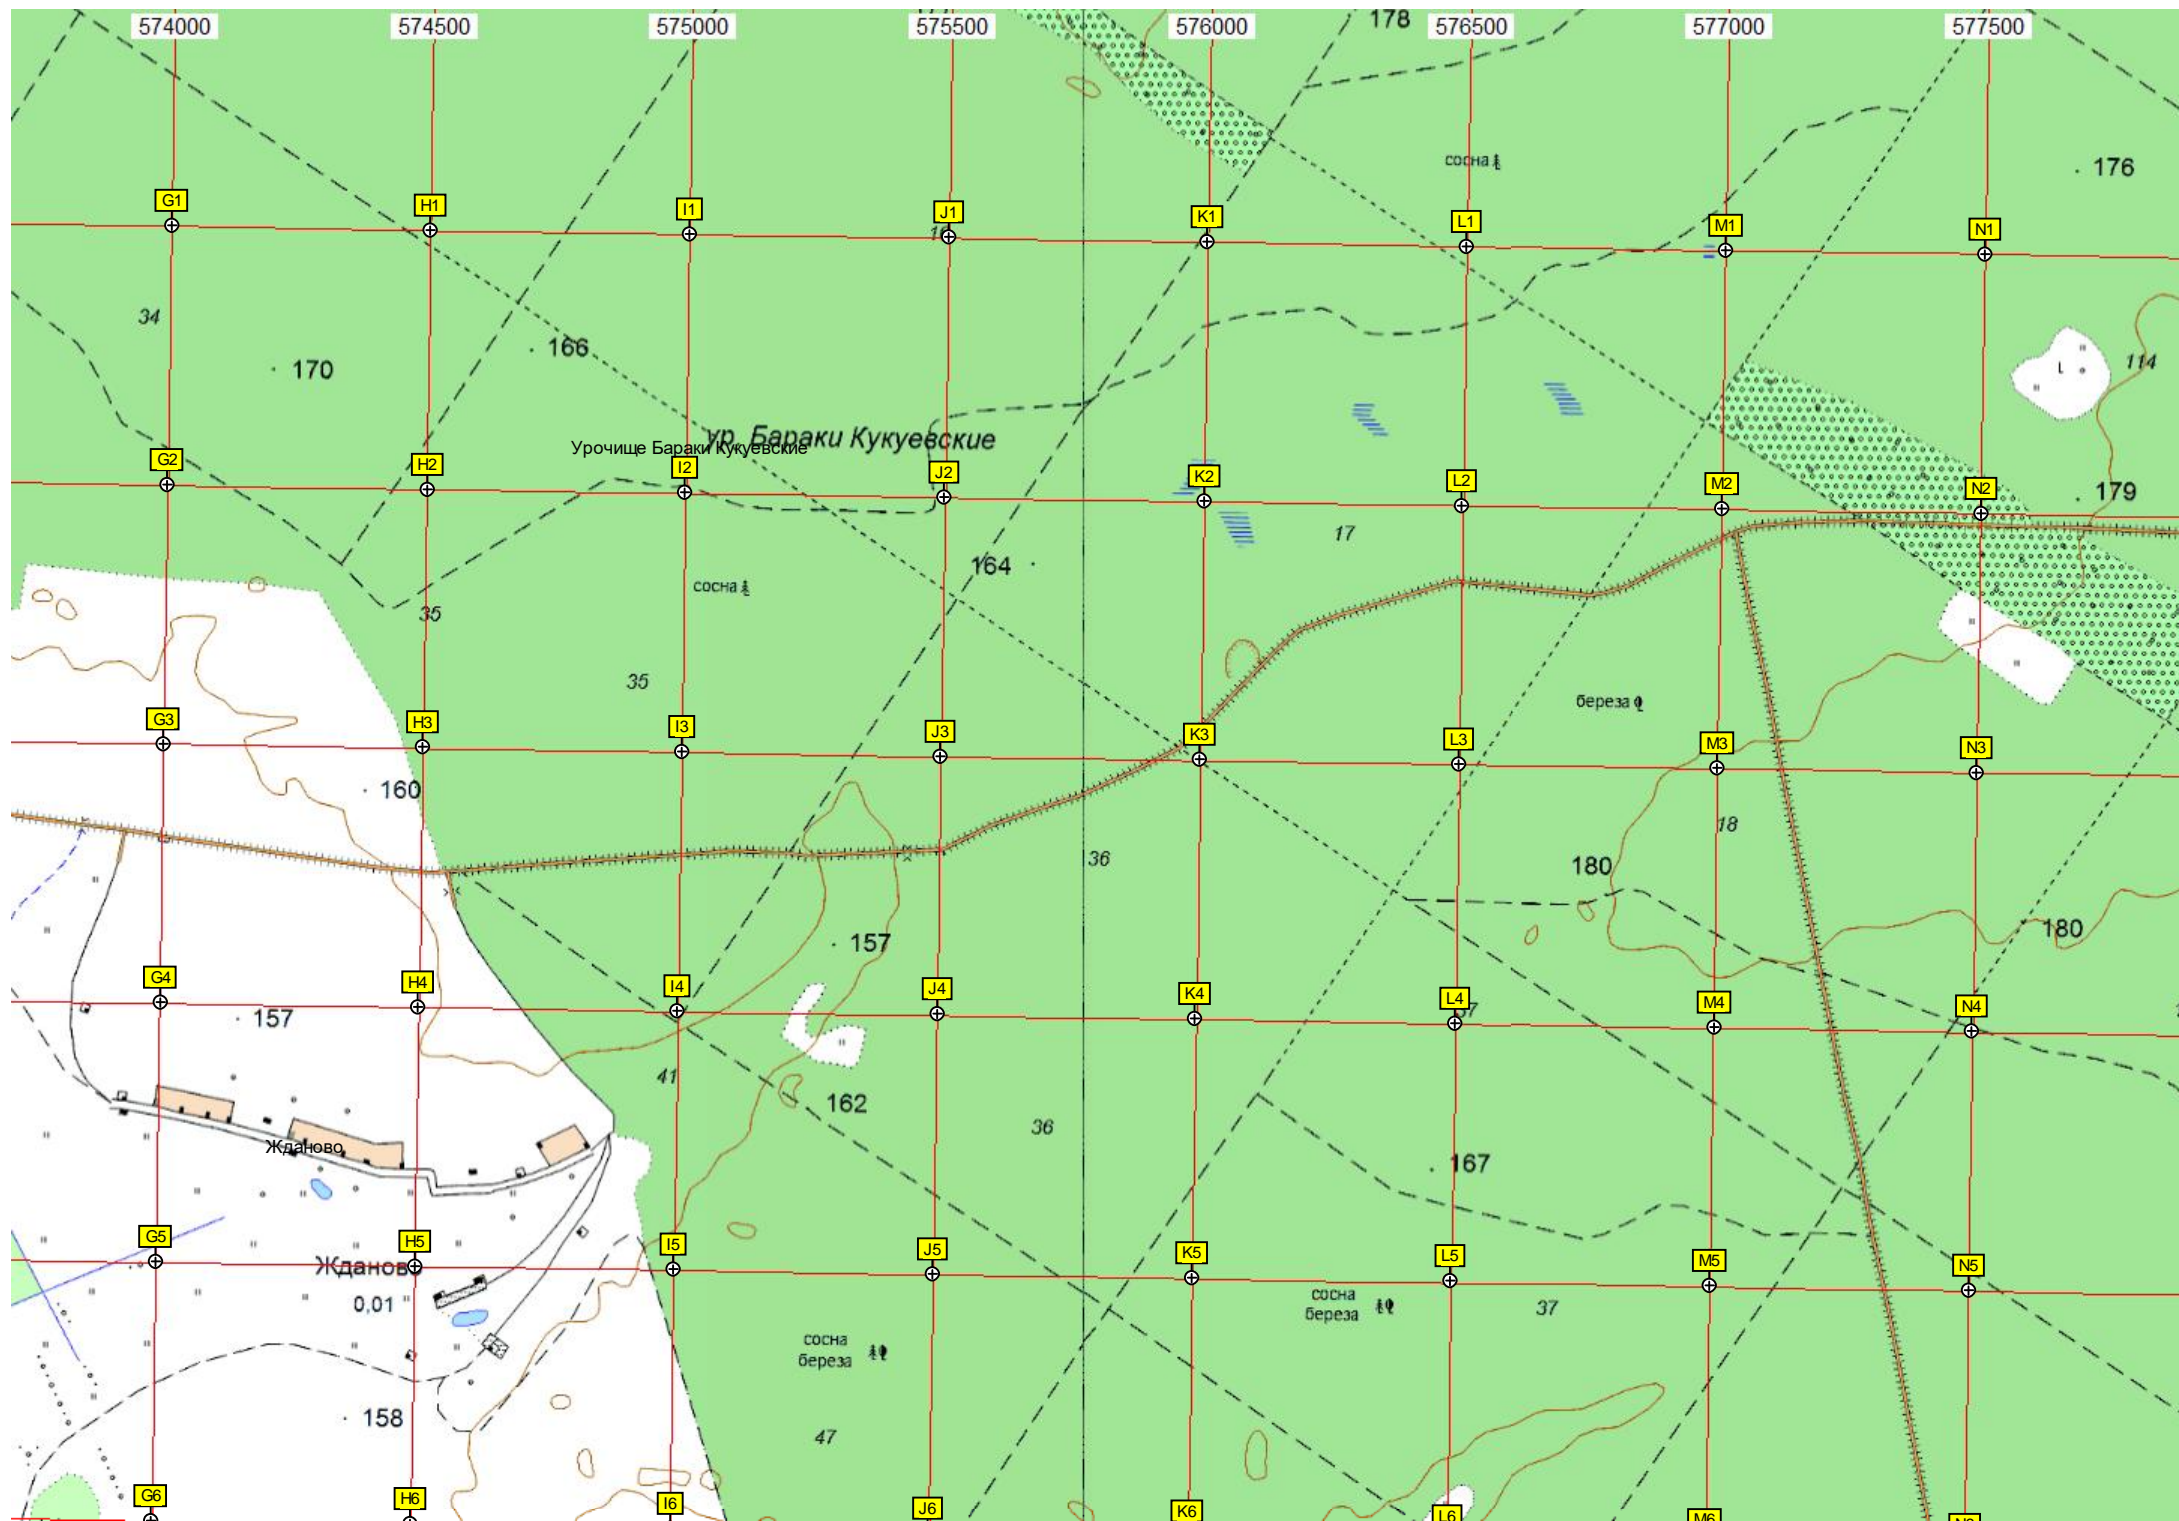 574000 574500 575000 575500 576000 576500 577000 577500
178
сосна
176
G1 H1 I1 J1 K1 L1 M1 N1
34
166
170
114
ур. Бараки Кукуевские
Урочище Бараки Кукуевские
G2 H2 I2 J2 K2 L2 M2 N2
179
17
164
сосна
35
35
береза
G3 H3 I3 J3 K3 L3 M3 N3
160
18
36
180
157
180
G4 H4 I4 J4 K4 L4 M4 N4
157
41
162
36
Жданово
167
G5 H5 I5 J5 K5 L5 M5 N5
Жданово
0,01
сосна
береза
37
сосна
береза
158
47
G6 H6 I6 J6 K6 L6 M6